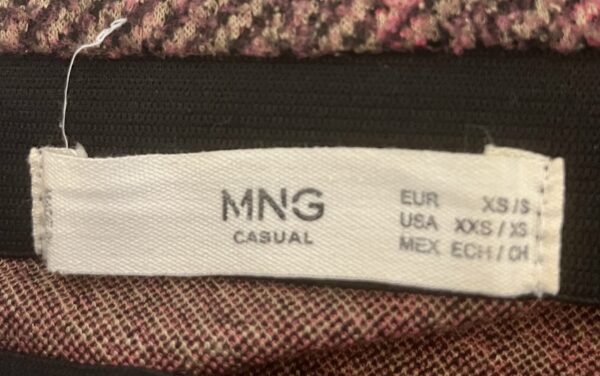 MNG
CASUAL
EUR XS/S
USA XXS/XS
MEX ECH/CH